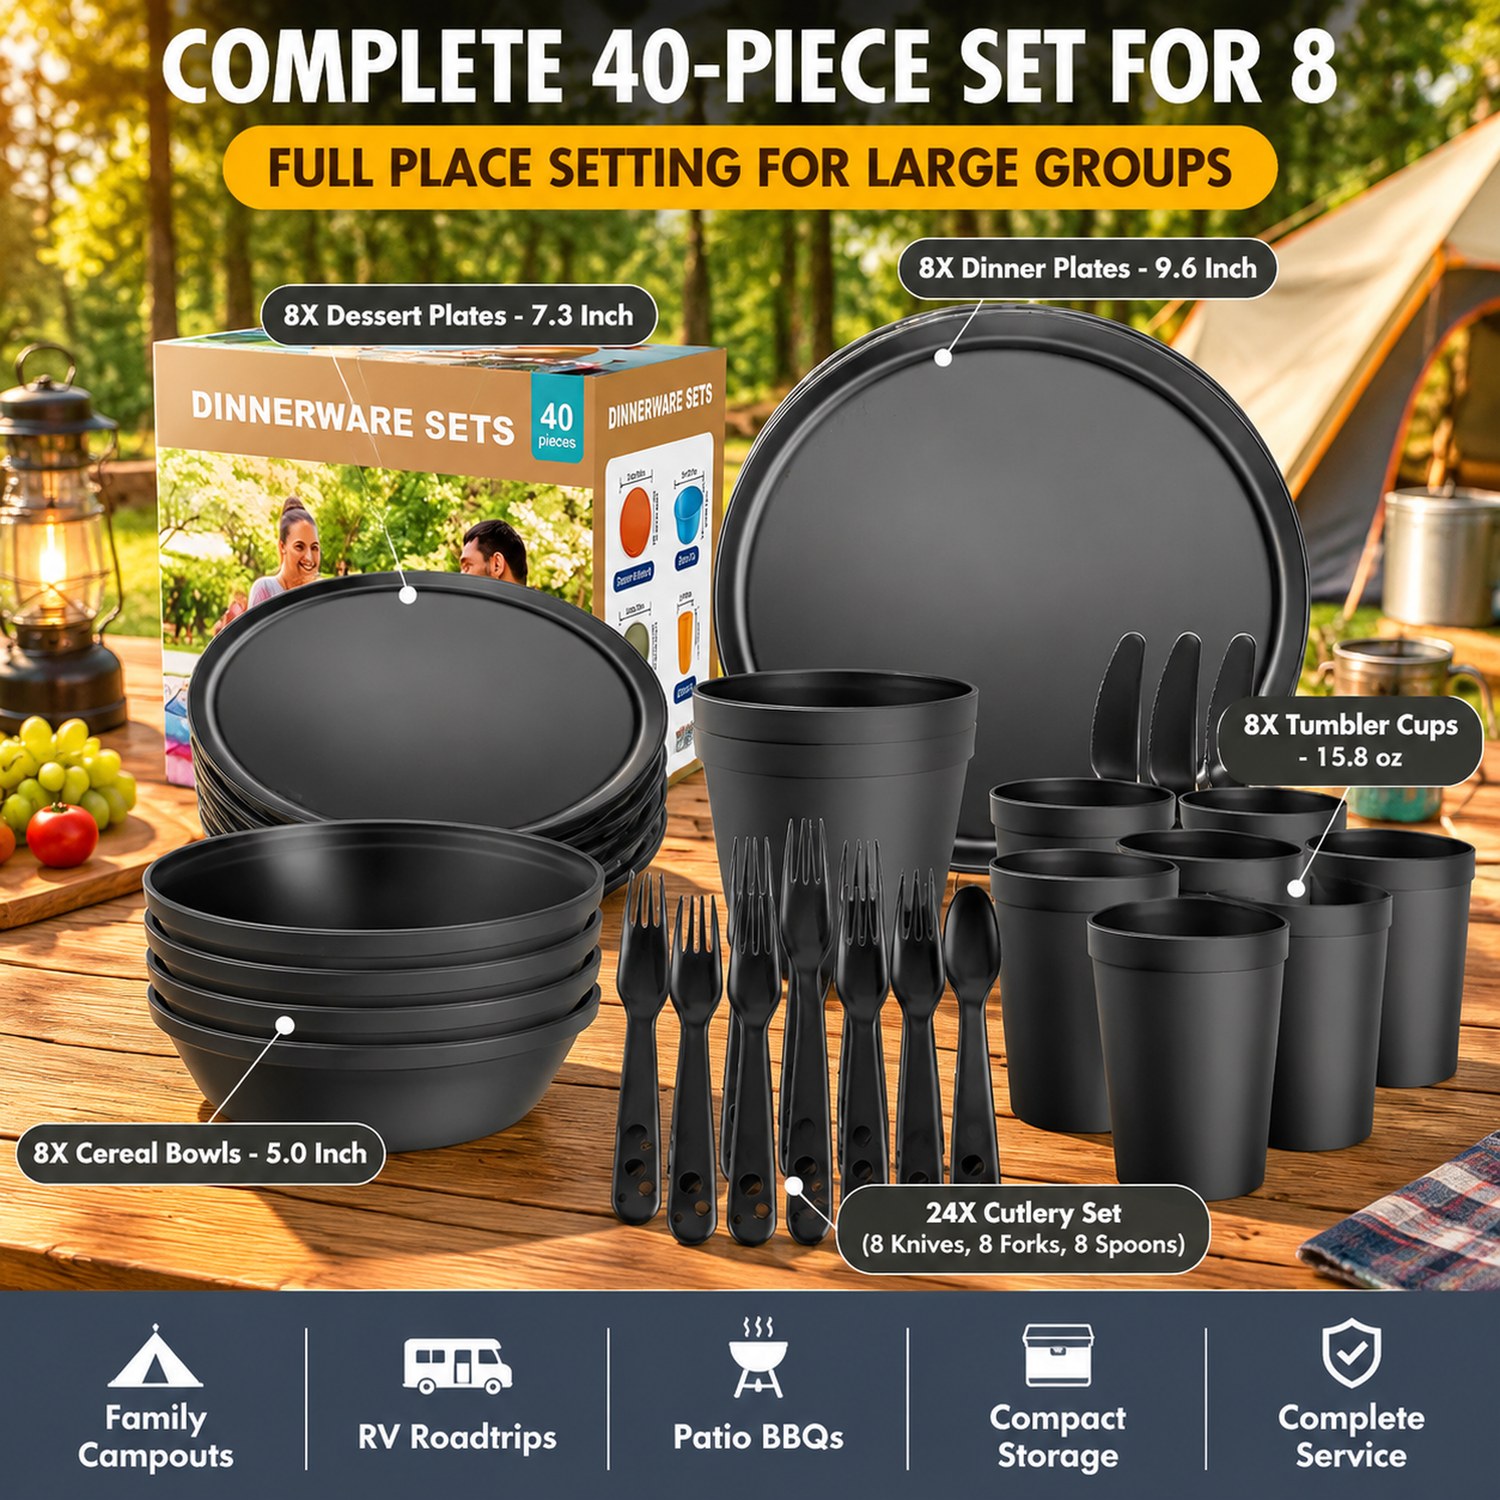 COMPLETE 40-PIECE SET FOR 8
FULL PLACE SETTING FOR LARGE GROUPS
8X Dinner Plates - 9.6 Inch
8X Dessert Plates - 7.3 Inch
DINNERWARE SETS
40
pieces
DINNERWARE SETS
8X Tumbler Cups
- 15.8 oz
8X Cereal Bowls - 5.0 Inch
24X Cutlery Set
(8 Knives, 8 Forks, 8 Spoons)
Family
Campouts
RV Roadtrips
Patio BBQs
Compact
Storage
Complete
Service